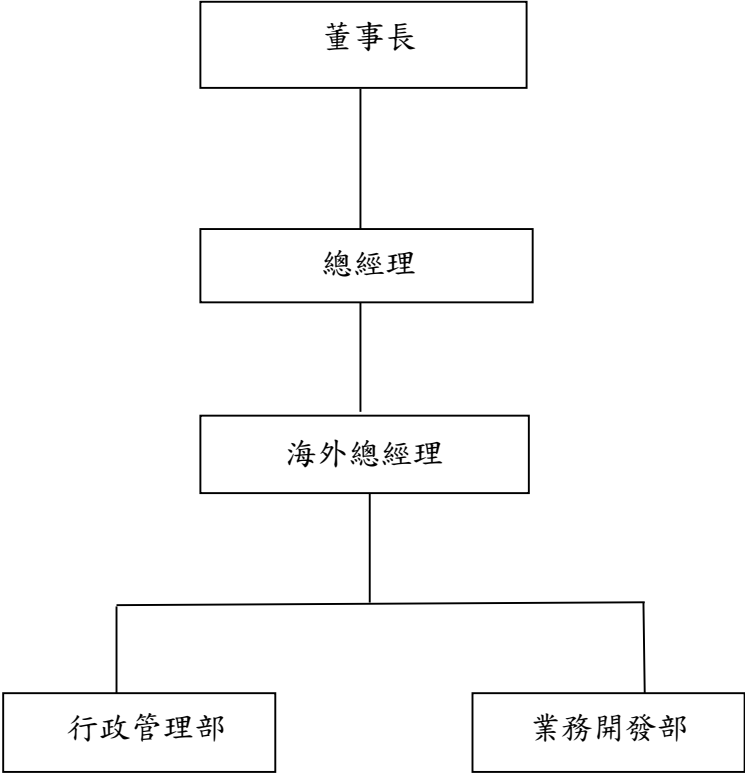 董事長
總經理
海外總經理
行政管理部
業務開發部